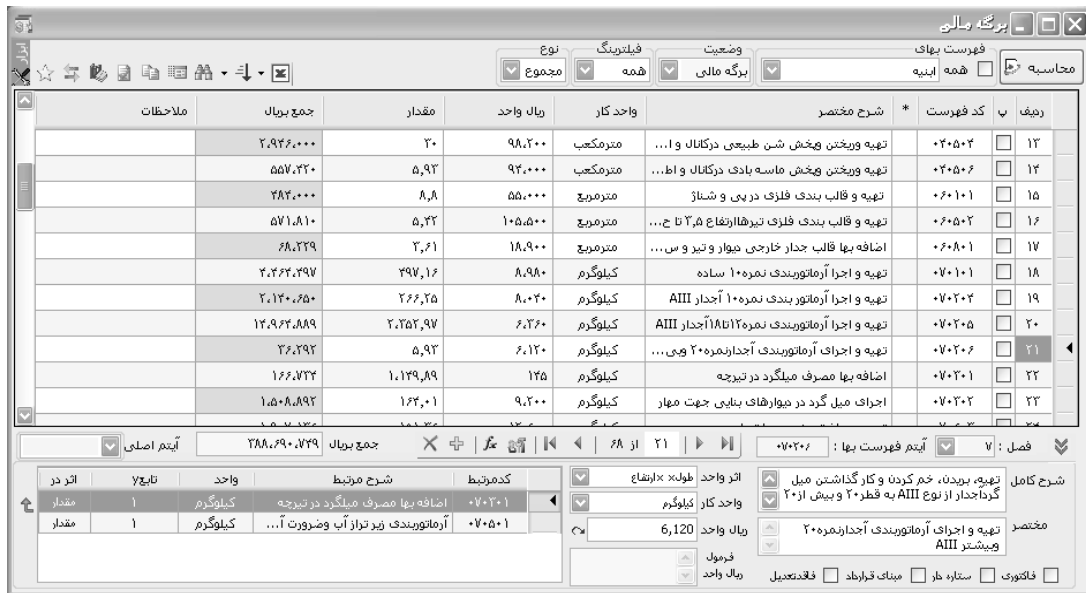 برگه مالی
ابزار
محاسبه
فهرست بهای
همه ابنیه
وضعیت
برگه مالی
فیلترینگ
همه
نوع
مجموع
ردیف پ کد فهرست * شرح مختصر واحد کار ریال واحد مقدار جمع بریال ملاحظات
۱۳ ۰۴۰۵۰۴ تهیه وریختن وپخش شن طبیعی درکانال و ا... مترمکعب ۹۸،۲۰۰ ۳۰ ۲،۹۴۶،۰۰۰
۱۴ ۰۴۰۵۰۶ تهیه وریختن وپخش ماسه بادی درکانال و اط... مترمکعب ۹۴،۰۰۰ ۵,۹۳ ۵۵۷،۴۲۰
۱۵ ۰۶۰۱۰۱ تهیه و قالب بندی فلزی در پی و شناژ مترمربع ۵۵،۰۰۰ ۸,۸ ۴۸۴،۰۰۰
۱۶ ۰۶۰۵۰۲ تهیه و قالب بندی فلزی تیرهاارتفاع ۳,۵ تا ح... مترمربع ۱۰۵،۵۰۰ ۵,۴۲ ۵۷۱،۸۱۰
۱۷ ۰۶۰۸۰۱ اضافه بها قالب جدار خارجی دیوار و تیر و س... مترمربع ۱۸،۹۰۰ ۳,۶۱ ۶۸،۲۲۹
۱۸ ۰۷۰۱۰۱ تهیه و اجرا آرماتوربندی نمره۱۰ ساده کیلوگرم ۸،۹۸۰ ۴۹۷,۱۶ ۴،۴۶۴،۴۹۷
۱۹ ۰۷۰۲۰۴ تهیه و اجرا آرماتور بندی نمره۱۰ آجدار AIII کیلوگرم ۸،۰۴۰ ۲۶۶,۲۵ ۲،۱۴۰،۶۵۰
۲۰ ۰۷۰۲۰۵ تهیه و اجرا آرماتوربندی نمره۱۲تا۱۸آجدار AIII کیلوگرم ۶،۳۶۰ ۲،۳۵۲,۹۷ ۱۴،۹۶۴،۸۸۹
۲۱ ۰۷۰۲۰۶ تهیه و اجرای آرماتوربندی آجدارنمره۲۰ وبی... کیلوگرم ۶،۱۲۰ ۵,۹۳ ۳۶،۲۹۲
۲۲ ۰۷۰۳۰۱ اضافه بها مصرف میلگرد در تیرچه کیلوگرم ۱۴۵ ۱،۱۴۹,۸۹ ۱۶۶،۷۳۴
۲۳ ۰۷۰۳۰۲ اجرای میل گرد در دیوارهای بنایی جهت مهار کیلوگرم ۹،۲۰۰ ۱۶۴,۰۱ ۱،۵۰۸،۸۹۲
فصل : ۷ آیتم فهرست بها : ۰۷۰۲۰۶ ۲۱ از ۶۸ جمع بریال ۳۸۸،۶۹۰،۷۴۹ آیتم اصلی
شرح کامل تهیه، بریدن، خم کردن و کار گذاشتن میل
گرداجدار از نوع AIII به قطر۲۰ و بیش از۲۰
مختصر تهیه و اجرای آرماتوربندی آجدارنمره۲۰
وبیشتر AIII
فاکتوری ستاره دار مبنای قرارداد فاقدتعدیل
اثر واحد طول× ×ارتفاع
واحد کار کیلوگرم
ریال واحد 6,120
فرمول
ریال واحد
کدمرتبط شرح مرتبط واحد تابعy اثر در
۰۷۰۳۰۱ اضافه بها مصرف میلگرد در تیرچه کیلوگرم ۱ مقدار
۰۷۰۵۰۱ آرماتوربندی زیر تراز آب وضرورت آ... کیلوگرم ۱ مقدار